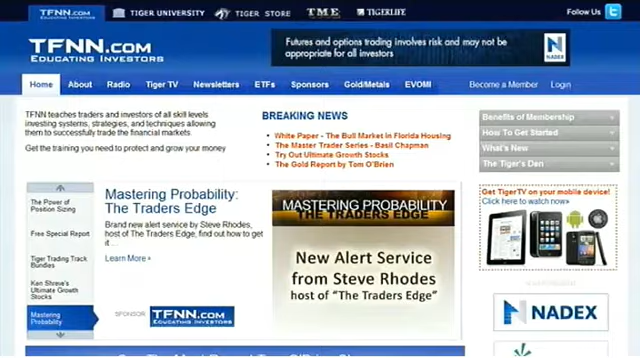 TFNN.COM
TIGER UNIVERSITY
TIGER STORE
TME
TIGERLIFE
Follow Us
TFNN.COM
EDUCATING INVESTORS
Futures and options trading involves risk and may not be
appropriate for all investors
NADEX
Home
About
Radio
Tiger TV
Newsletters
ETFs
Sponsors
Gold/Metals
EVOMI
Become a Member
Login
TFNN teaches traders and investors of all skill levels
investing systems, strategies, and techniques allowing
them to successfully trade the financial markets.
Get the training you need to protect and grow your money
BREAKING NEWS
White Paper - The Bull Market in Florida Housing
The Master Trader Series - Basil Chapman
Try Out Ultimate Growth Stocks
The Gold Report by Tom O'Brien
Benefits of Membership
How To Get Started
What's New
The Tiger's Den
The Power of
Position Sizing
Free Special Report
Tiger Trading Track
Bundles
Ken Shreve's
Ultimate Growth
Stocks
Mastering
Probability
Mastering Probability:
The Traders Edge
Brand new alert service by Steve Rhodes,
host of The Traders Edge, find out how to get
it ...
Learn More
SPONSOR
TFNN.COM
EDUCATING INVESTORS
MASTERING PROBABILITY
THE TRADERS EDGE
New Alert Service
from Steve Rhodes
host of "The Traders Edge"
Get TigerTV on your mobile device!
Click here to watch now»
NADEX